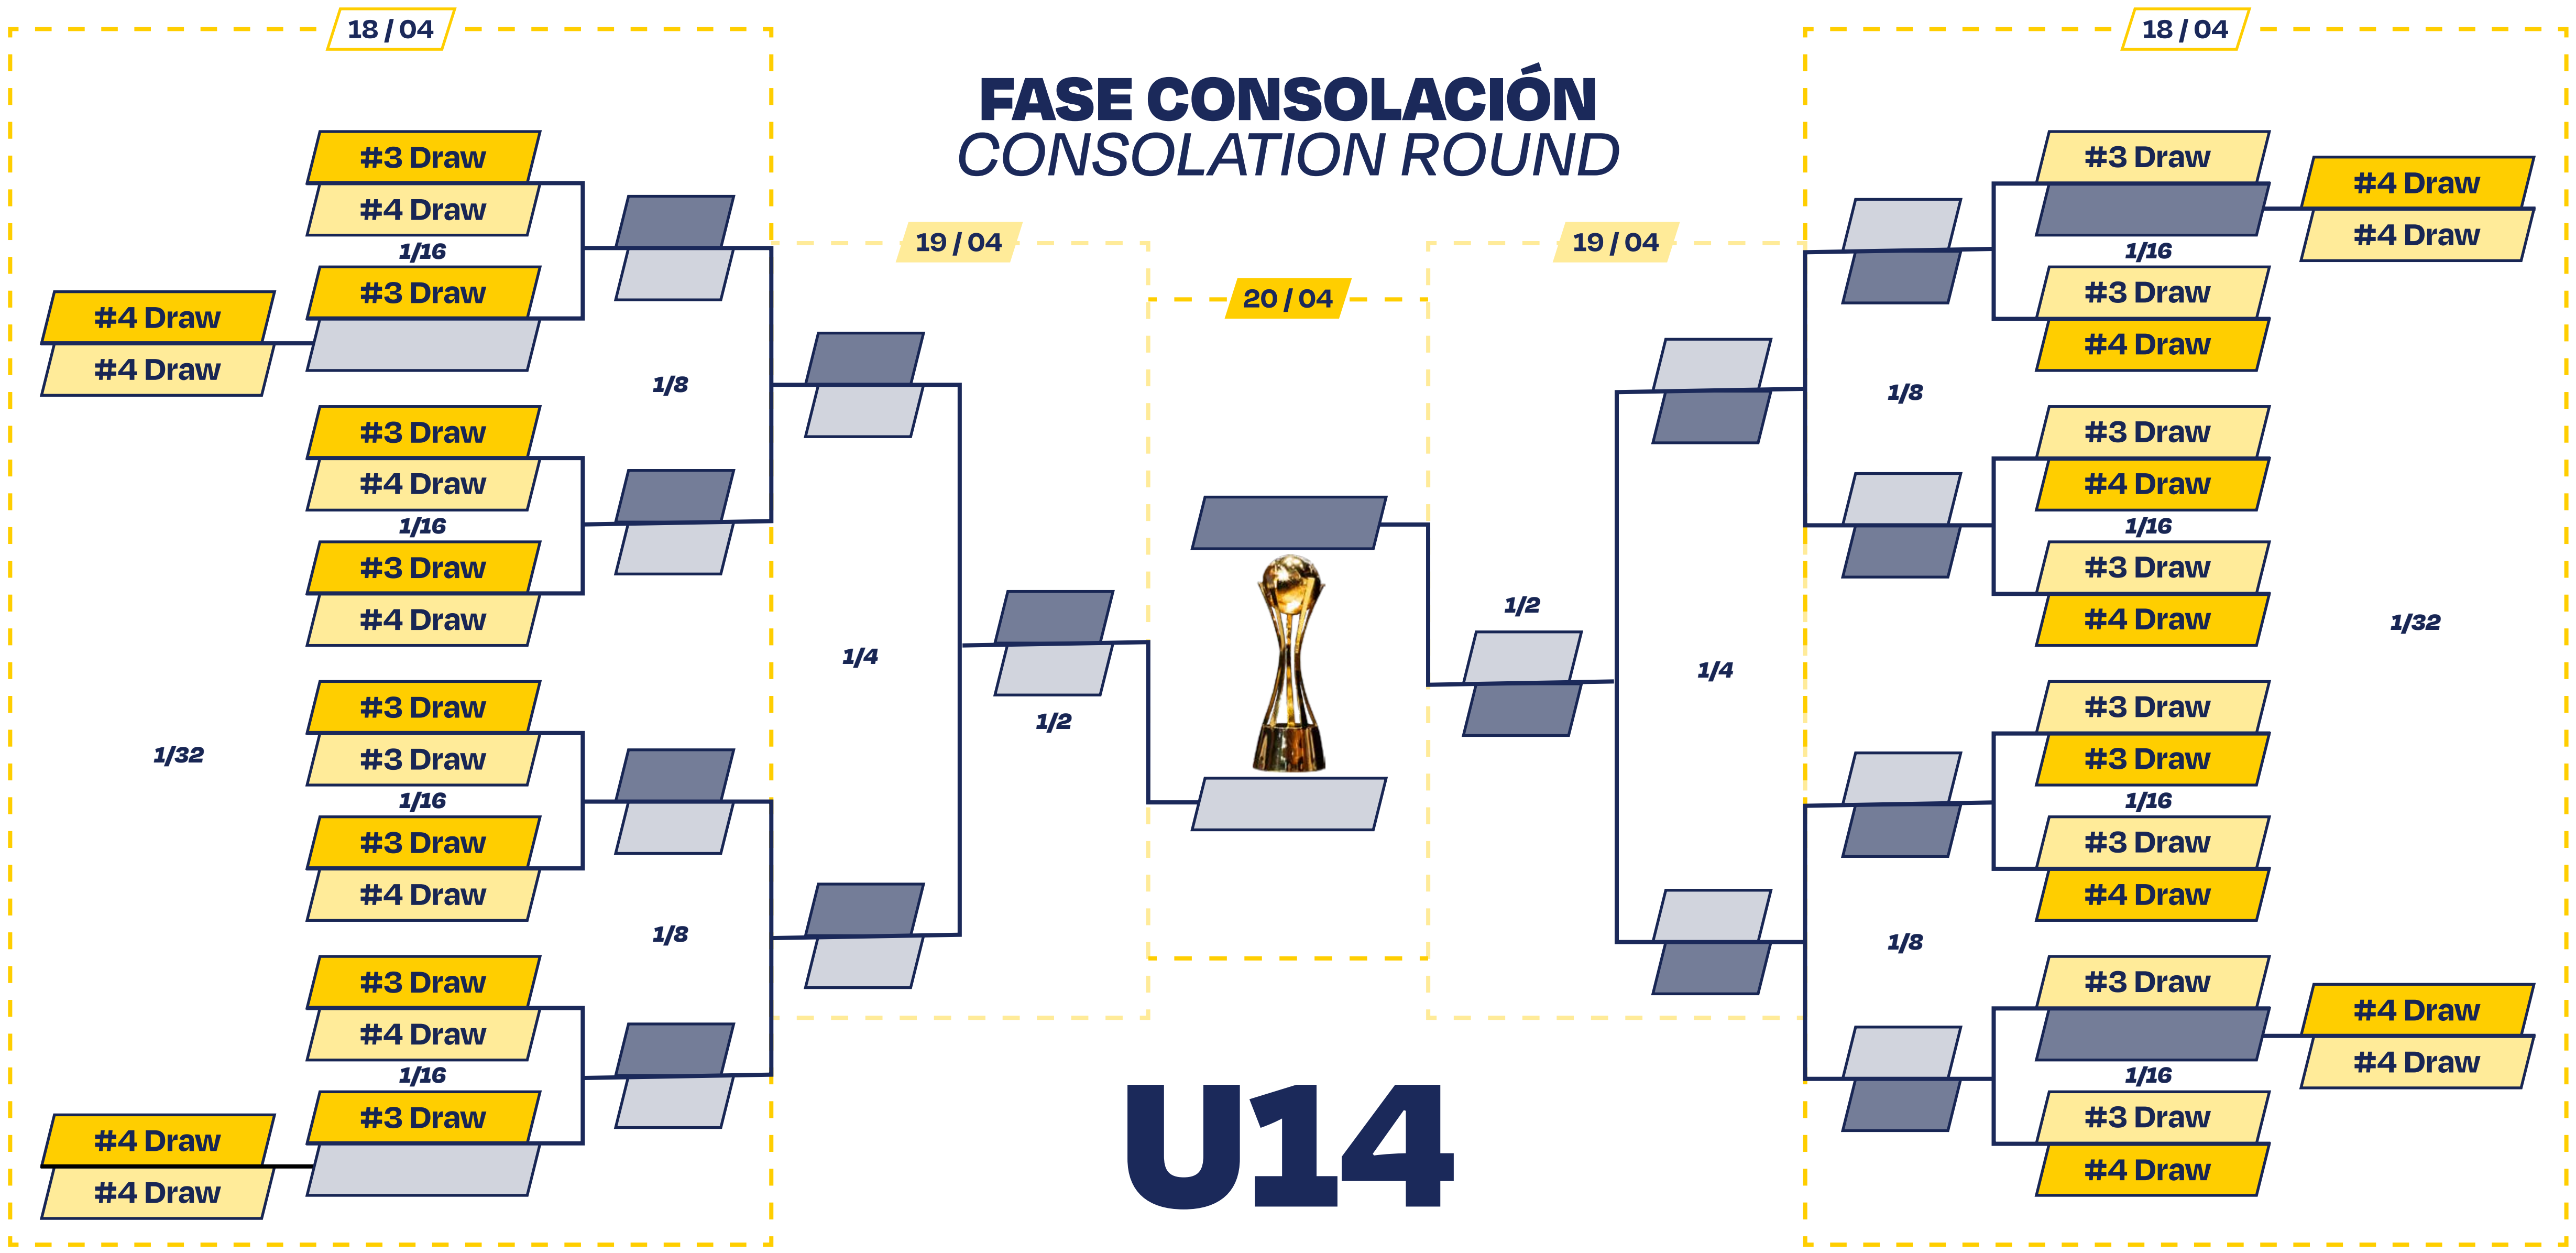 18 / 04
18 / 04
FASE CONSOLACIÓN
CONSOLATION ROUND
19 / 04
19 / 04
20 / 04
#3 Draw
#4 Draw
1/16
#3 Draw
#4 Draw
#4 Draw
1/8
#3 Draw
#4 Draw
1/16
#3 Draw
#4 Draw
1/32
#3 Draw
#3 Draw
1/16
#3 Draw
#4 Draw
1/8
#3 Draw
#4 Draw
1/16
#3 Draw
#4 Draw
#4 Draw
1/4
1/2
1/2
1/4
#3 Draw
#4 Draw
#4 Draw
1/16
#3 Draw
#4 Draw
1/8
#3 Draw
#4 Draw
1/16
#3 Draw
#4 Draw
1/32
#3 Draw
#3 Draw
1/16
#3 Draw
#4 Draw
1/8
#3 Draw
#4 Draw
#4 Draw
1/16
#3 Draw
#4 Draw
U14